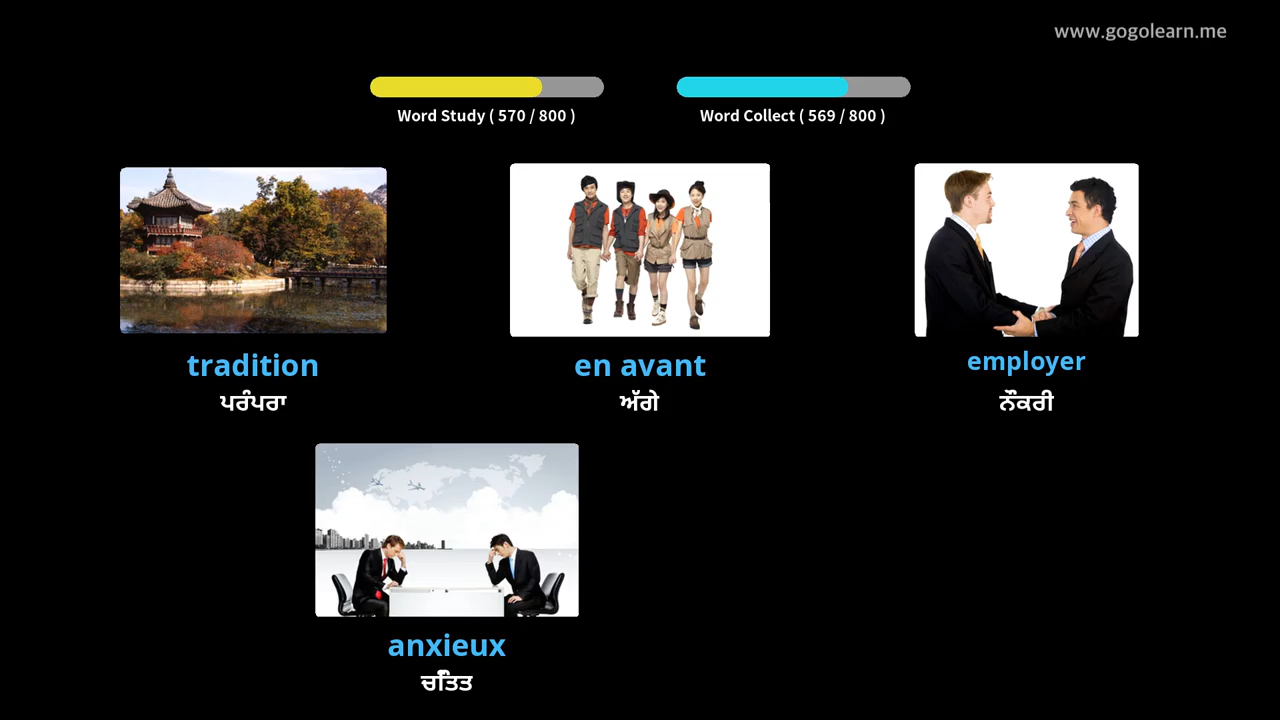 www.gogolearn.me
Word Study ( 570 / 800 )
Word Collect ( 569 / 800 )
tradition
ਪਰੰਪਰਾ
en avant
ਅੱਗੇ
employer
ਨੌਕਰੀ
anxieux
ਚਿੰਤਿਤ